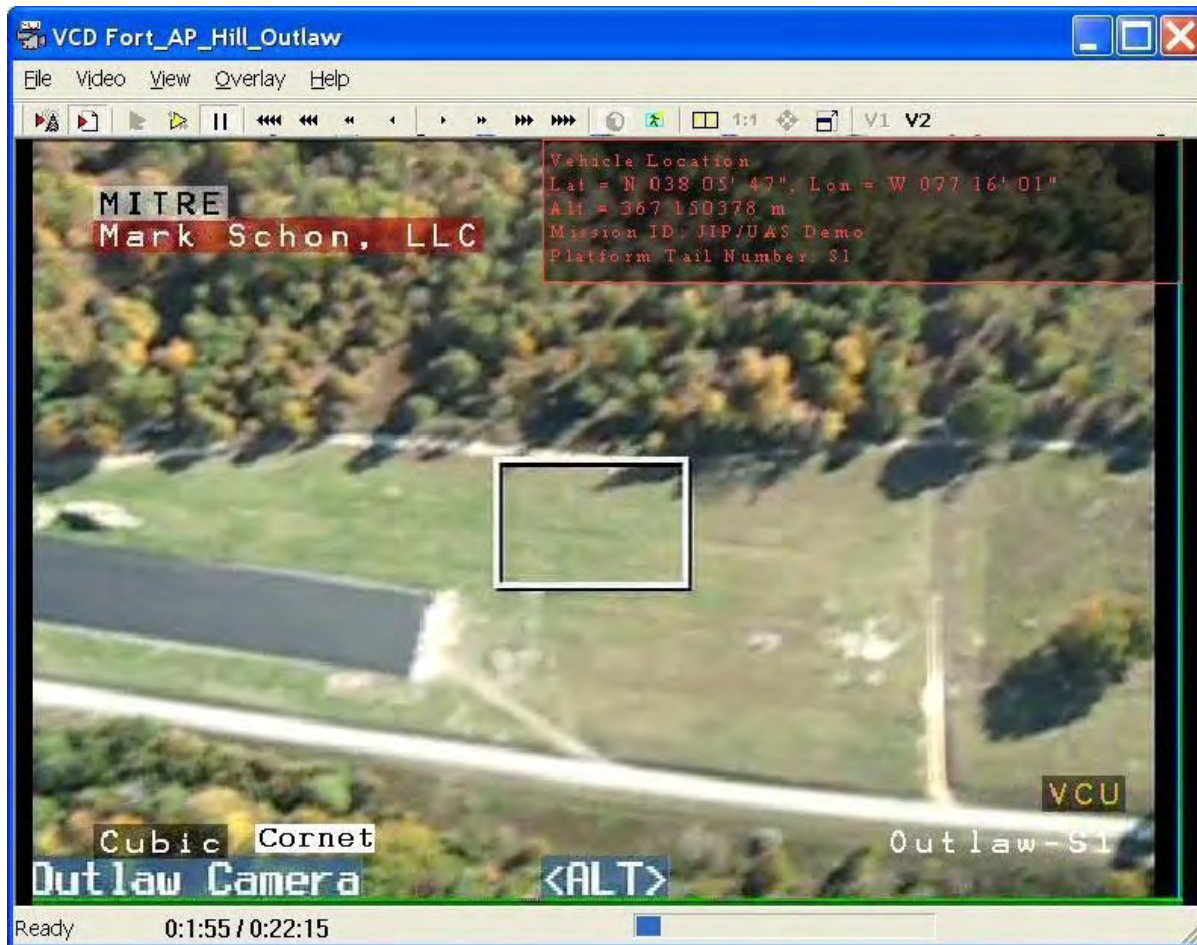 VCD Fort_AP_Hill_Outlaw
File Video View Overlay Help
1:1 V1 V2
Vehicle Location
Lat = N 038 05' 47", Lon = W 077 16' 01"
Alt = 367.150378 m
Mission ID: JIP/UAS Demo
Platform Tail Number: S1
MITRE
Mark Schon, LLC
VCU
Cubic Cornet
Outlaw-S1
Outlaw Camera <ALT>
Ready 0:1:55 / 0:22:15